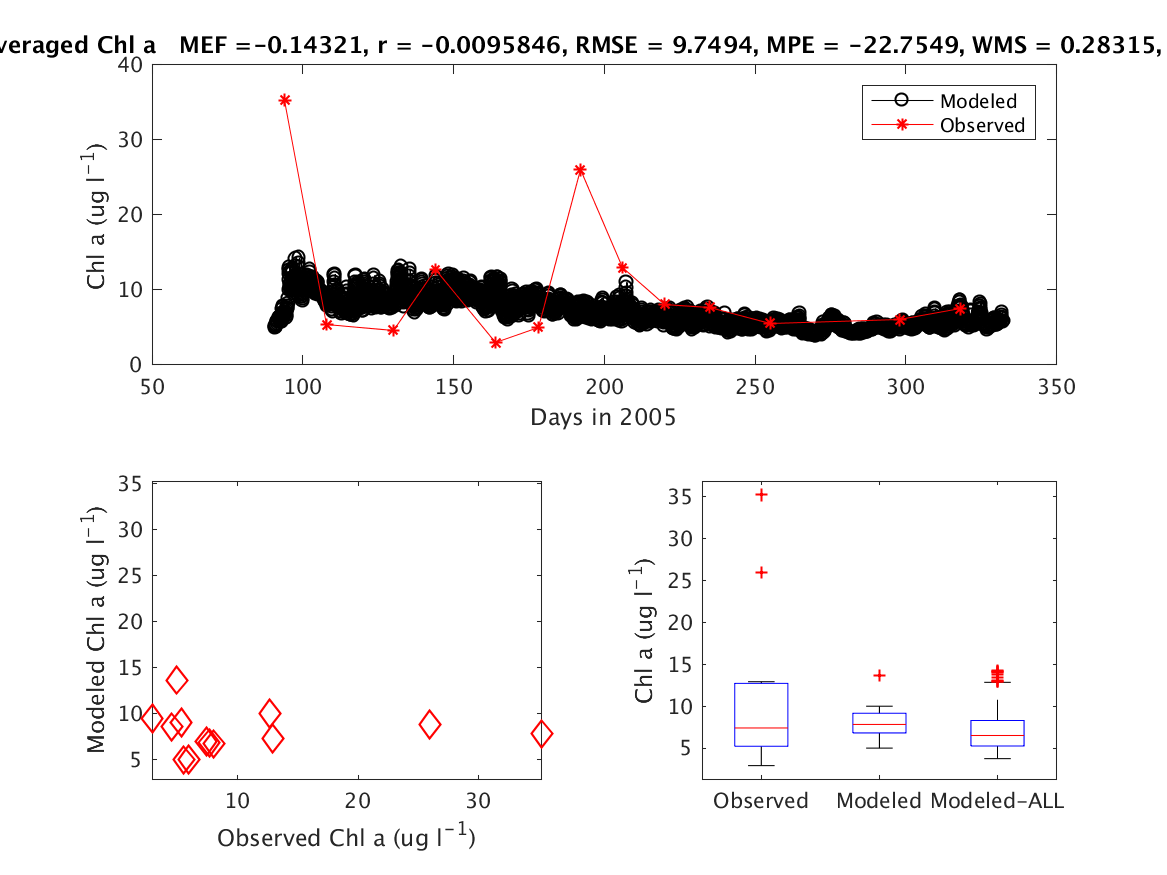 veraged Chl a MEF =-0.14321, r = -0.0095846, RMSE = 9.7494, MPE = -22.7549, WMS = 0.28315,
40
30
20
10
0
Chl a (ug l⁻¹)
Modeled
Observed
50 100 150 200 250 300 350
Days in 2005
35
30
25
20
15
10
5
Modeled Chl a (ug l⁻¹)
10 20 30
Observed Chl a (ug l⁻¹)
35
30
25
20
15
10
5
Chl a (ug l⁻¹)
Observed Modeled Modeled-ALL